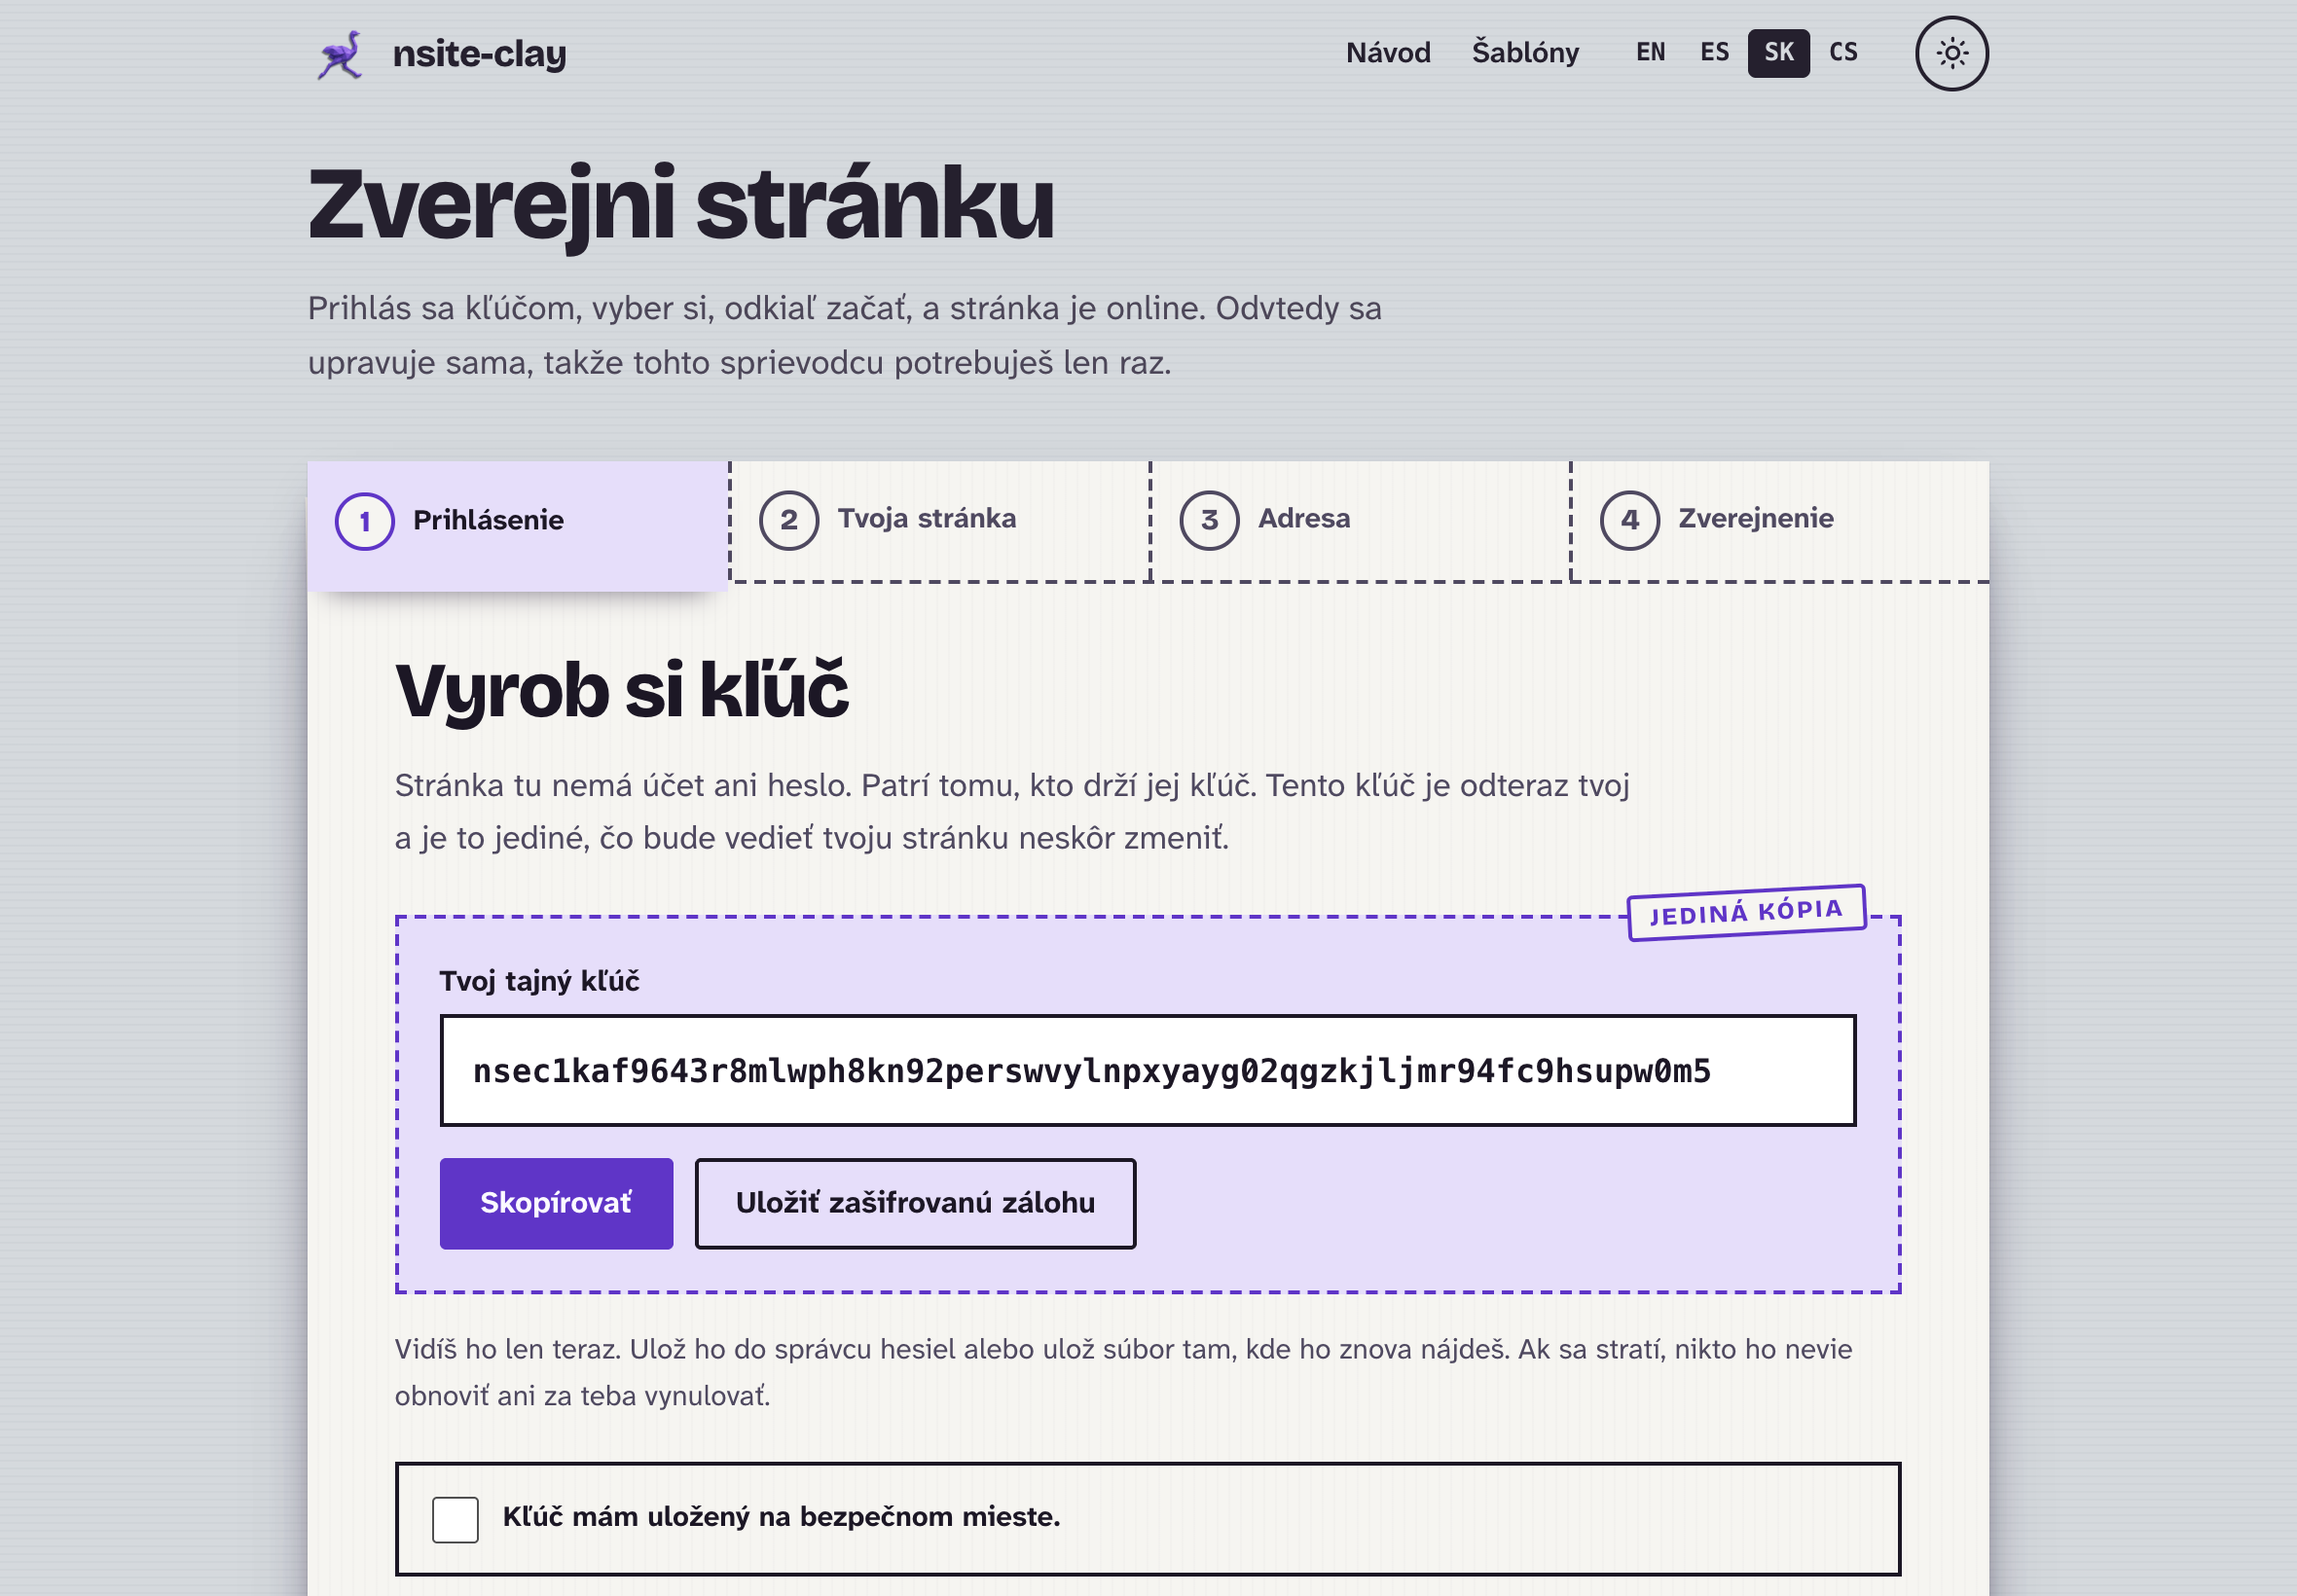 nsite-clay
Návod
Šablóny
EN
ES
SK
CS
Zverejni stránku
Prihlás sa kľúčom, vyber si, odkiaľ začať, a stránka je online. Odvtedy sa
upravuje sama, takže tohto sprievodcu potrebuješ len raz.
1 Prihlásenie
2 Tvoja stránka
3 Adresa
4 Zverejnenie
Vyrob si kľúč
Stránka tu nemá účet ani heslo. Patrí tomu, kto drží jej kľúč. Tento kľúč je odteraz tvoj
a je to jediné, čo bude vedieť tvoju stránku neskôr zmeniť.
JEDINÁ KÓPIA
Tvoj tajný kľúč
nsec1kaf9643r8mlwph8kn92perswvylnpxyayg02qgzkjljmr94fc9hsupw0m5
Skopírovať
Uložiť zašifrovanú zálohu
Vidíš ho len teraz. Ulož ho do správcu hesiel alebo ulož súbor tam, kde ho znova nájdeš. Ak sa stratí, nikto ho nevie
obnoviť ani za teba vynulovať.
Kľúč mám uložený na bezpečnom mieste.